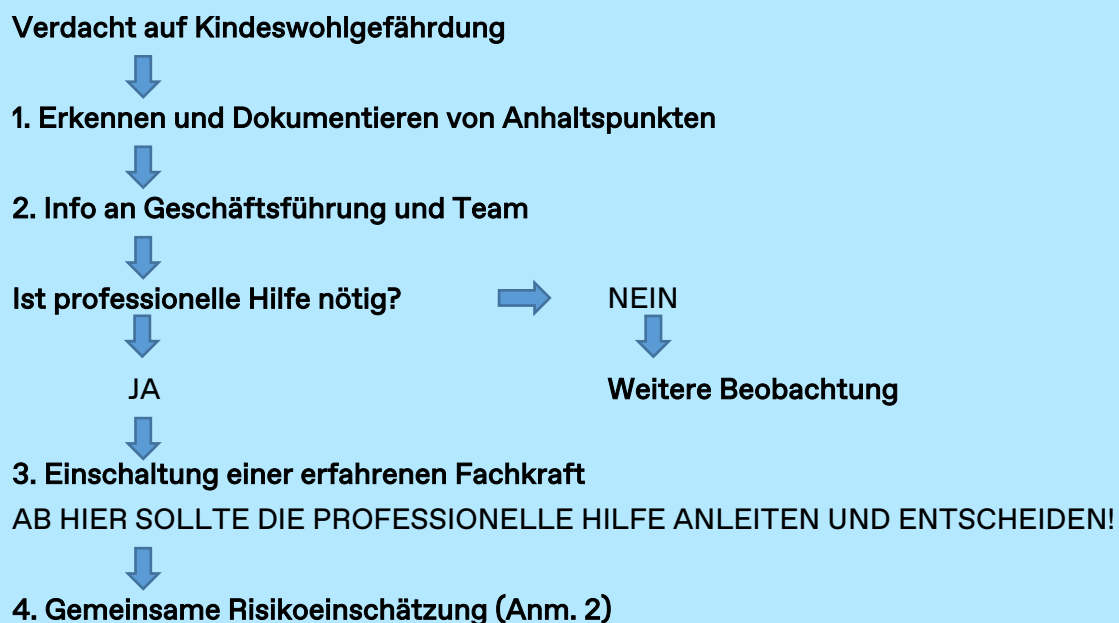 Verdacht auf Kindeswohlgefährdung
1. Erkennen und Dokumentieren von Anhaltspunkten
2. Info an Geschäftsführung und Team
Ist professionelle Hilfe nötig? NEIN
JA Weitere Beobachtung
3. Einschaltung einer erfahrenen Fachkraft
AB HIER SOLLTE DIE PROFESSIONELLE HILFE ANLEITEN UND ENTSCHEIDEN!
4. Gemeinsame Risikoeinschätzung (Anm. 2)